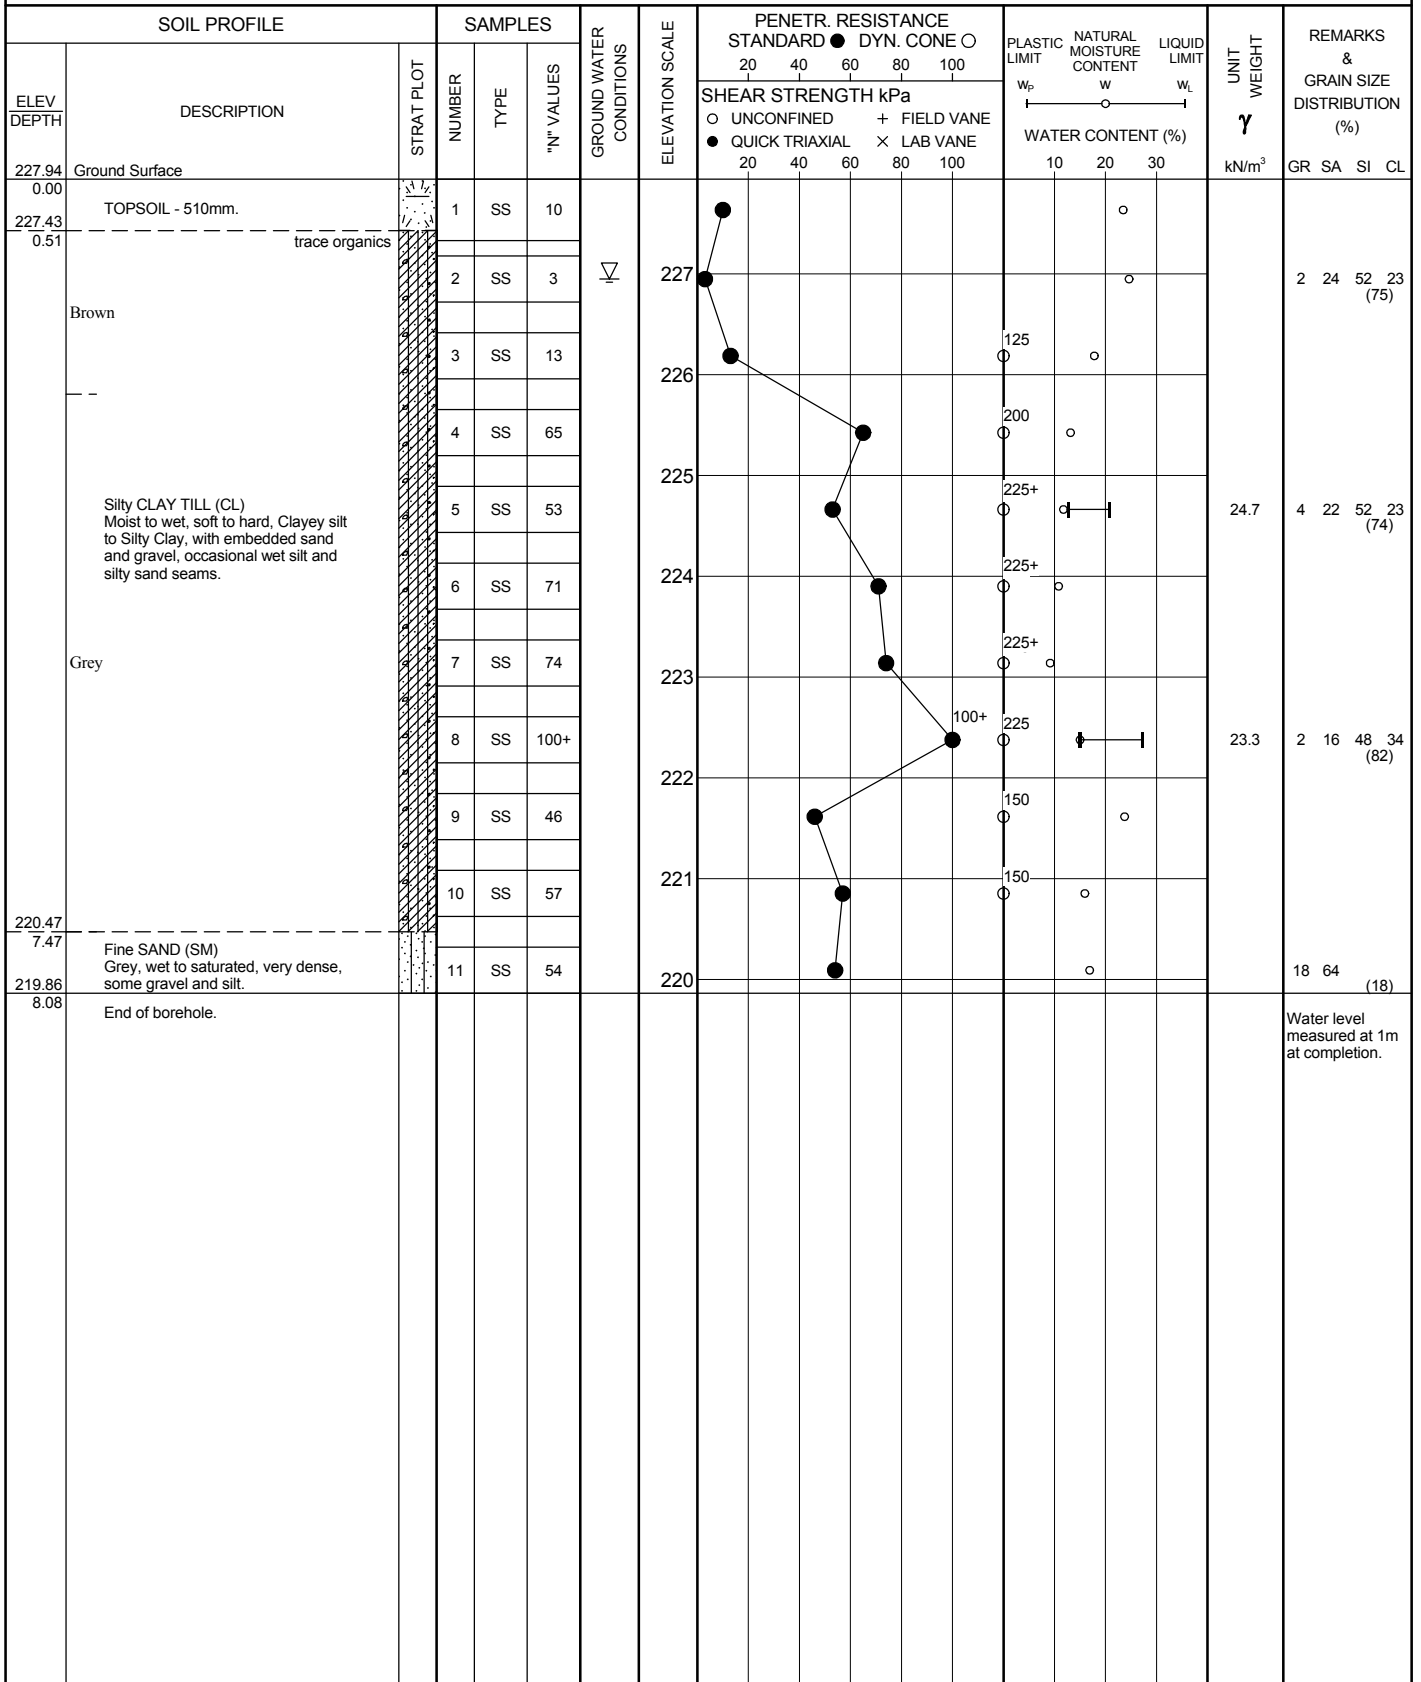 SOIL PROFILE
SAMPLES
GROUND WATER
CONDITIONS
ELEVATION SCALE
PENETR. RESISTANCE
STANDARD ● DYN. CONE ○
20 40 60 80 100
SHEAR STRENGTH kPa
○ UNCONFINED + FIELD VANE
● QUICK TRIAXIAL × LAB VANE
20 40 60 80 100
PLASTIC LIMIT
NATURAL MOISTURE CONTENT
LIQUID LIMIT
W_P W W_L
WATER CONTENT (%)
10 20 30
UNIT WEIGHT
γ
kN/m³
REMARKS
&
GRAIN SIZE
DISTRIBUTION
(%)
GR SA SI CL
ELEV
DEPTH
DESCRIPTION
STRAT PLOT
NUMBER
TYPE
"N" VALUES
227.94 Ground Surface
0.00
TOPSOIL - 510mm.
1 SS 10
227.43
0.51
trace organics
2 SS 3
227
2 24 52 23
(75)
Brown
3 SS 13
125
226
4 SS 65
200
225
Silty CLAY TILL (CL)
Moist to wet, soft to hard, Clayey silt
to Silty Clay, with embedded sand
and gravel, occasional wet silt and
silty sand seams.
5 SS 53
225+
24.7
4 22 52 23
(74)
224
6 SS 71
225+
Grey
7 SS 74
225+
223
8 SS 100+
100+
225
23.3
2 16 48 34
(82)
222
9 SS 46
150
221
10 SS 57
150
220.47
7.47
Fine SAND (SM)
Grey, wet to saturated, very dense,
some gravel and silt.
11 SS 54
220
18 64
(18)
219.86
8.08
End of borehole.
Water level
measured at 1m
at completion.